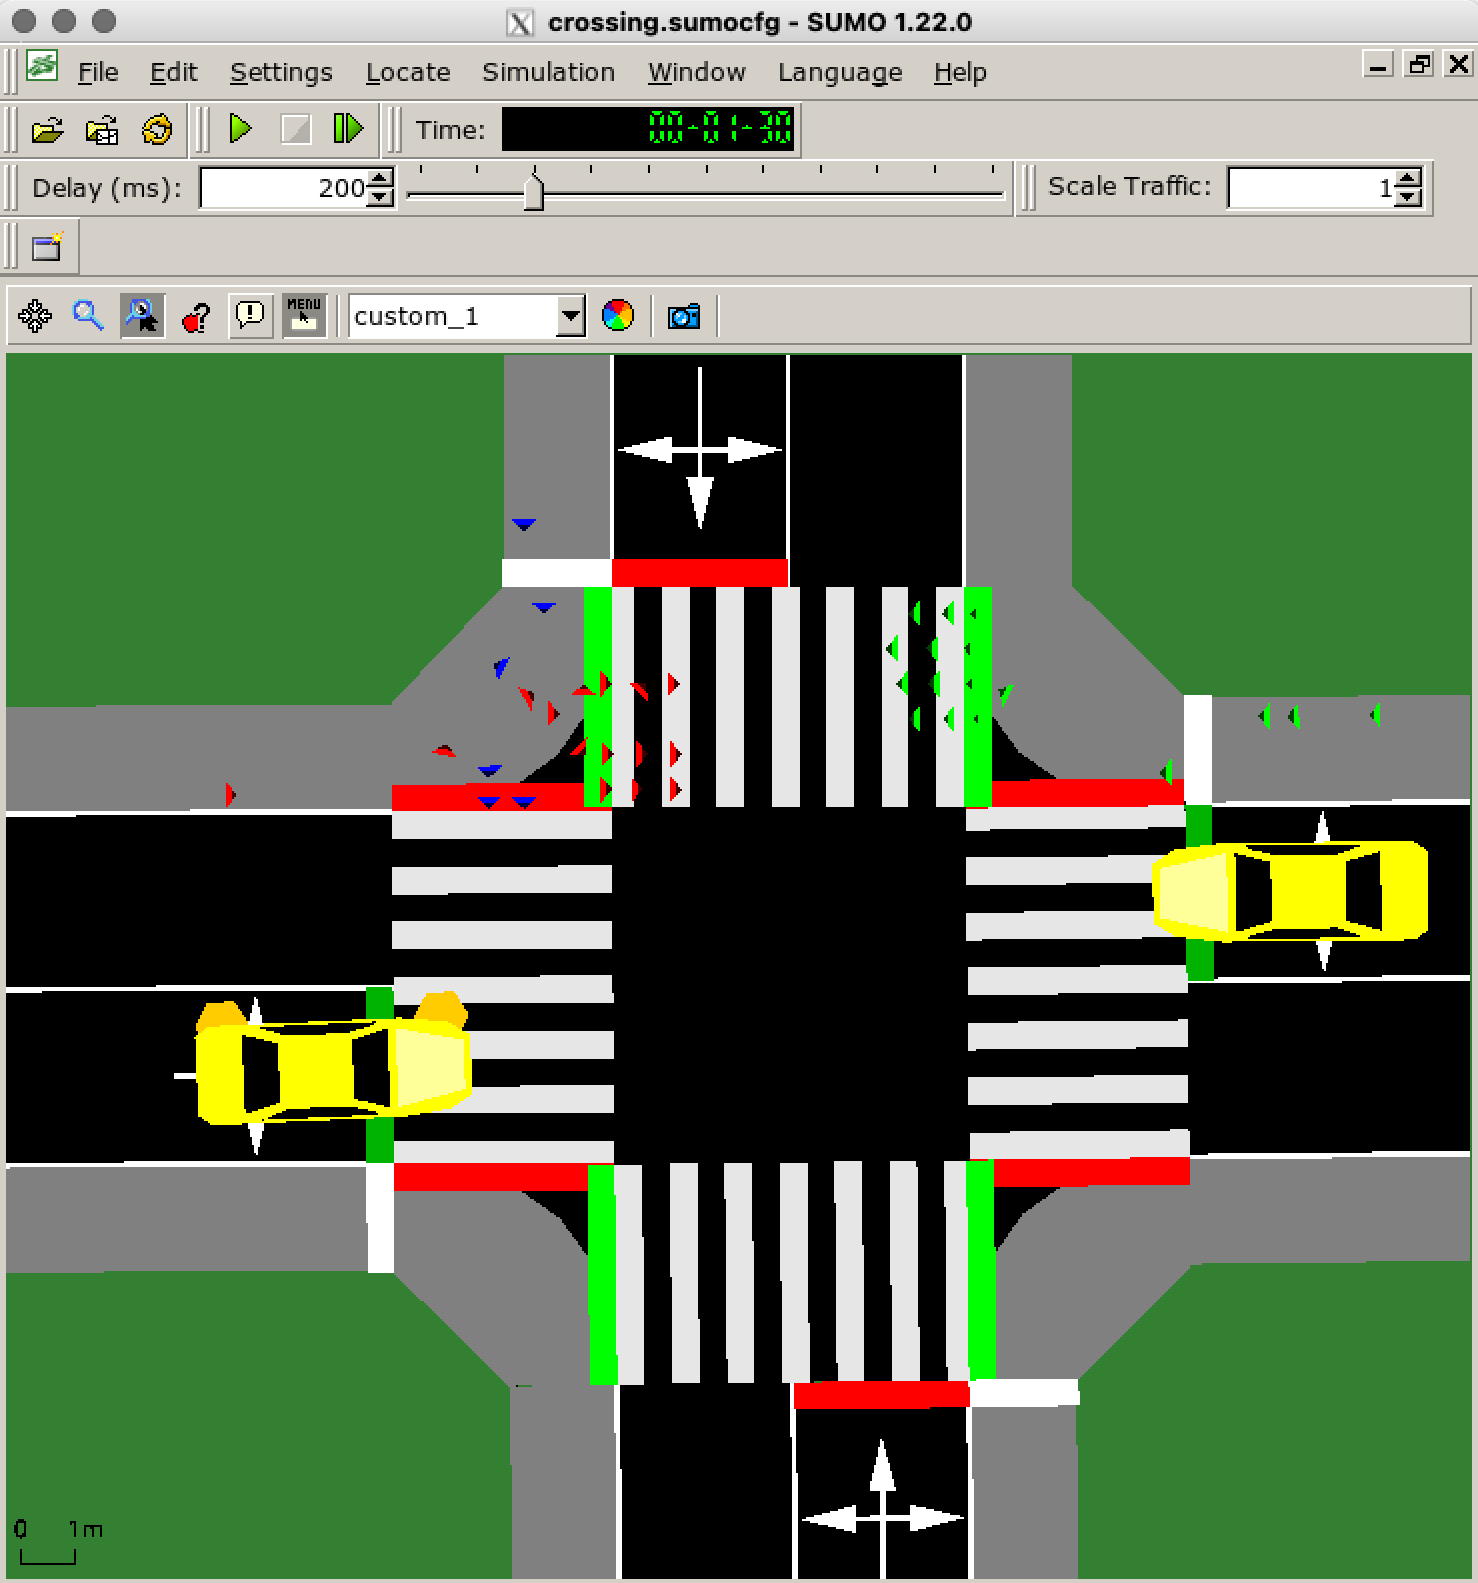 crossing.sumocfg - SUMO 1.22.0
File Edit Settings Locate Simulation Window Language Help
Time: 00-01-30
Delay (ms): 200 Scale Traffic: 1
MENU custom_1
0 1m